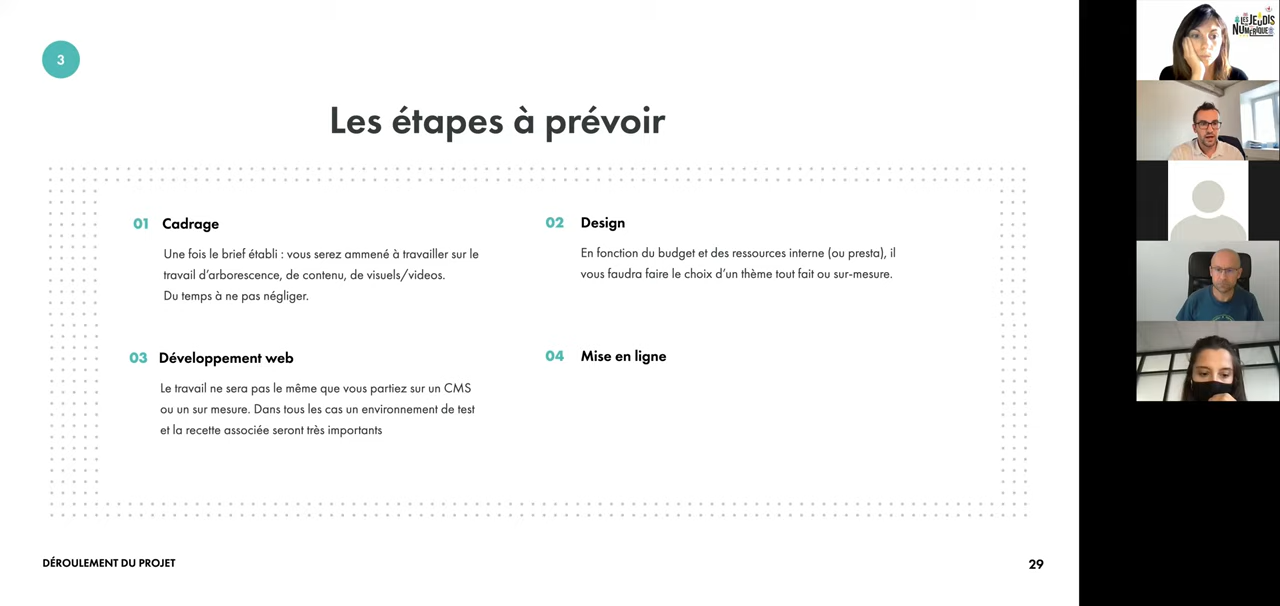 3
Les étapes à prévoir
01 Cadrage
Une fois le brief établi : vous serez ammené à travailler sur le
travail d'arborescence, de contenu, de visuels/videos.
Du temps à ne pas négliger.
02 Design
En fonction du budget et des ressources interne (ou presta), il
vous faudra faire le choix d'un thème tout fait ou sur-mesure.
03 Développement web
Le travail ne sera pas le même que vous partiez sur un CMS
ou un sur mesure. Dans tous les cas un environnement de test
et la recette associée seront très importants
04 Mise en ligne
DÉROULEMENT DU PROJET
29
LES JEUDIS
NUMÉRIQUES